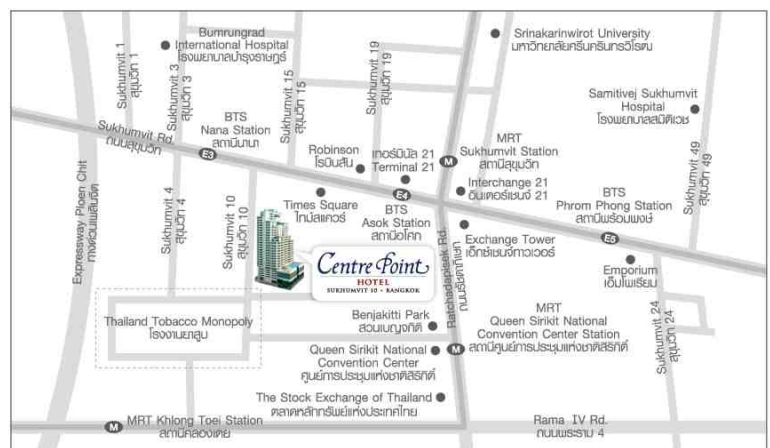 Sukhumvit 1
สุขุมวิท 1
Bumrungrad
International Hospital
โรงพยาบาลบำรุงราษฎร์
Sukhumvit 3
สุขุมวิท 3
Sukhumvit 15
สุขุมวิท 15
Sukhumvit 19
สุขุมวิท 19
Srinakarinwirot University
มหาวิทยาลัยศรีนครินทรวิโรฒ
Samitivej Sukhumvit
Hospital
โรงพยาบาลสมิติเวช
Sukhumvit Rd.
ถนนสุขุมวิท
BTS
Nana Station
สถานีนานา
E3
Robinson
โรบินสัน
เทอร์มินัล 21
Terminal 21
M
MRT
Sukhumvit Station
สถานีสุขุมวิท
Sukhumvit 49
สุขุมวิท 49
Expressway Ploen Chit
ทางด่วนเพลินจิต
Sukhumvit 4
สุขุมวิท 4
Sukhumvit 10
สุขุมวิท 10
Times Square
ไทม์สแควร์
E4
BTS
Asok Station
สถานีอโศก
Interchange 21
อินเตอร์เชนจ์ 21
BTS
Phrom Phong Station
สถานีพร้อมพงษ์
E5
Exchange Tower
เอ็กซ์เชนจ์ทาวเวอร์
Emporium
เอ็มโพเรียม
Centre Point
HOTEL
SUKHUMVIT 10 • BANGKOK
Ratchadapisek Rd.
ถนนรัชดาภิเษก
Thailand Tobacco Monopoly
โรงงานยาสูบ
Benjakitti Park
สวนเบญจกิติ
Queen Sirikit National
Convention Center
ศูนย์การประชุมแห่งชาติสิริกิติ์
M
MRT
Queen Sirikit National
Convention Center Station
สถานีศูนย์การประชุมแห่งชาติสิริกิติ์
Sukhumvit 24
สุขุมวิท 24
The Stock Exchange of Thailand
ตลาดหลักทรัพย์แห่งประเทศไทย
M
MRT Khlong Toei Station
สถานีคลองเตย
Rama IV Rd.
ถนนพระราม 4